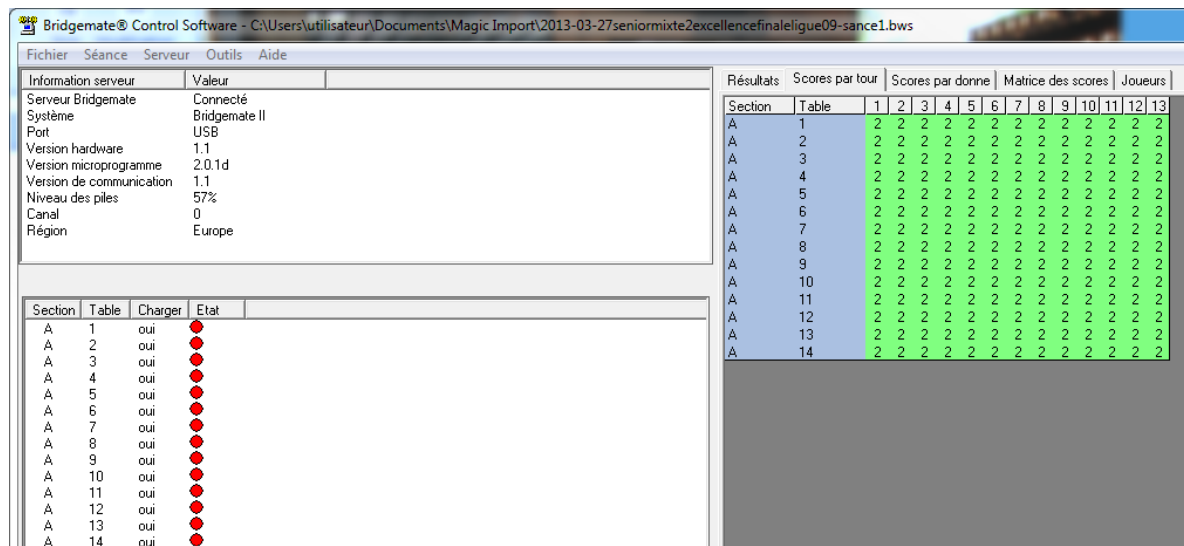 Bridgemate® Control Software - C:\Users\utilisateur\Documents\Magic Import\2013-03-27seniormixte2excellencefinaleligue09-sance1.bws
Fichier Séance Serveur Outils Aide
Information serveur Valeur
Serveur Bridgemate Connecté
Système Bridgemate II
Port USB
Version hardware 1.1
Version microprogramme 2.0.1d
Version de communication 1.1
Niveau des piles 57%
Canal 0
Région Europe
Section Table Charger Etat
A 1 oui
A 2 oui
A 3 oui
A 4 oui
A 5 oui
A 6 oui
A 7 oui
A 8 oui
A 9 oui
A 10 oui
A 11 oui
A 12 oui
A 13 oui
A 14 oui
Résultats Scores par tour Scores par donne Matrice des scores Joueurs
Section Table 1 2 3 4 5 6 7 8 9 10 11 12 13
A 1 2 2 2 2 2 2 2 2 2 2 2 2 2
A 2 2 2 2 2 2 2 2 2 2 2 2 2 2
A 3 2 2 2 2 2 2 2 2 2 2 2 2 2
A 4 2 2 2 2 2 2 2 2 2 2 2 2 2
A 5 2 2 2 2 2 2 2 2 2 2 2 2 2
A 6 2 2 2 2 2 2 2 2 2 2 2 2 2
A 7 2 2 2 2 2 2 2 2 2 2 2 2 2
A 8 2 2 2 2 2 2 2 2 2 2 2 2 2
A 9 2 2 2 2 2 2 2 2 2 2 2 2 2
A 10 2 2 2 2 2 2 2 2 2 2 2 2 2
A 11 2 2 2 2 2 2 2 2 2 2 2 2 2
A 12 2 2 2 2 2 2 2 2 2 2 2 2 2
A 13 2 2 2 2 2 2 2 2 2 2 2 2 2
A 14 2 2 2 2 2 2 2 2 2 2 2 2 2